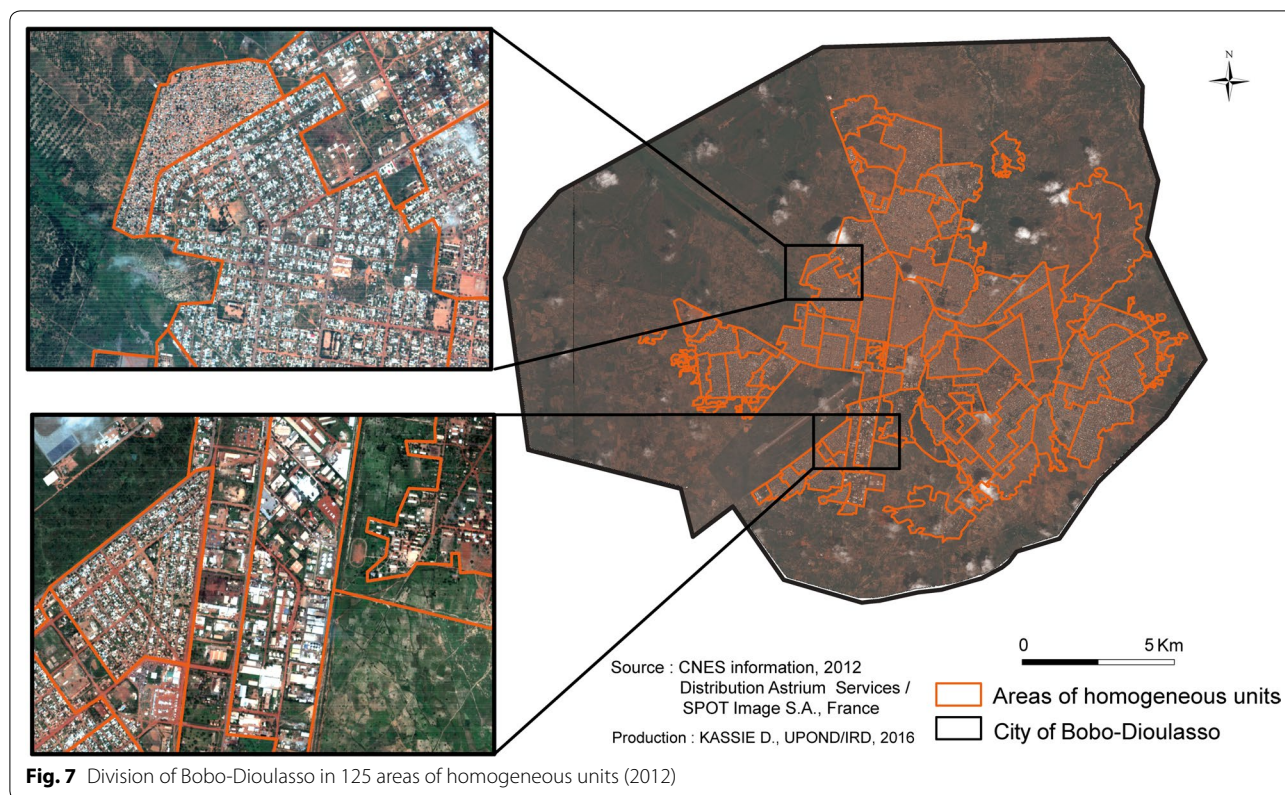 N
0 5 Km
Source : CNES information, 2012
Distribution Astrium Services /
SPOT Image S.A., France
Production : KASSIE D., UPOND/IRD, 2016
Areas of homogeneous units
City of Bobo-Dioulasso
Fig. 7 Division of Bobo-Dioulasso in 125 areas of homogeneous units (2012)